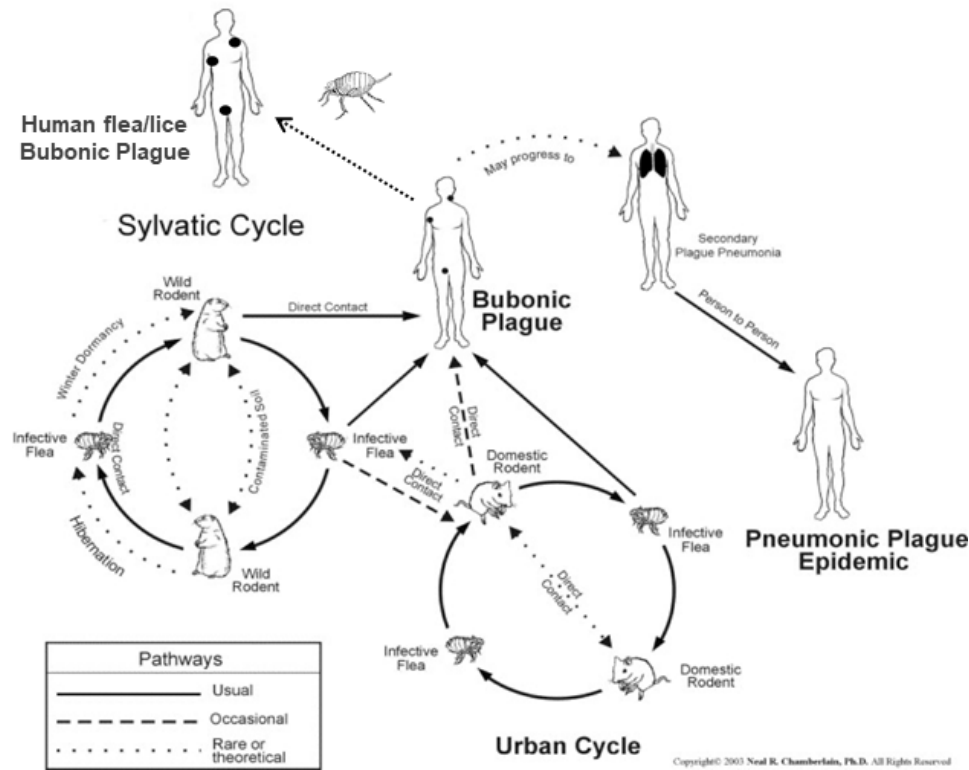 Human flea/lice
Bubonic Plague
Sylvatic Cycle
May progress to
Secondary
Plague Pneumonia
Person to Person
Pneumonic Plague
Epidemic
Bubonic
Plague
Wild
Rodent
Direct Contact
Winter Dormancy
Infective
Flea
Direct Contact
Contaminated Soil
Infective Flea
Hibernation
Wild
Rodent
Direct
Contact
Direct
Contact
Domestic
Rodent
Infective
Flea
Direct
Contact
Infective
Flea
Domestic
Rodent
Urban Cycle
Pathways
Usual
Occasional
Rare or
theoretical
Copyright© 2003 Neal R. Chamberlain, Ph.D. All Rights Reserved